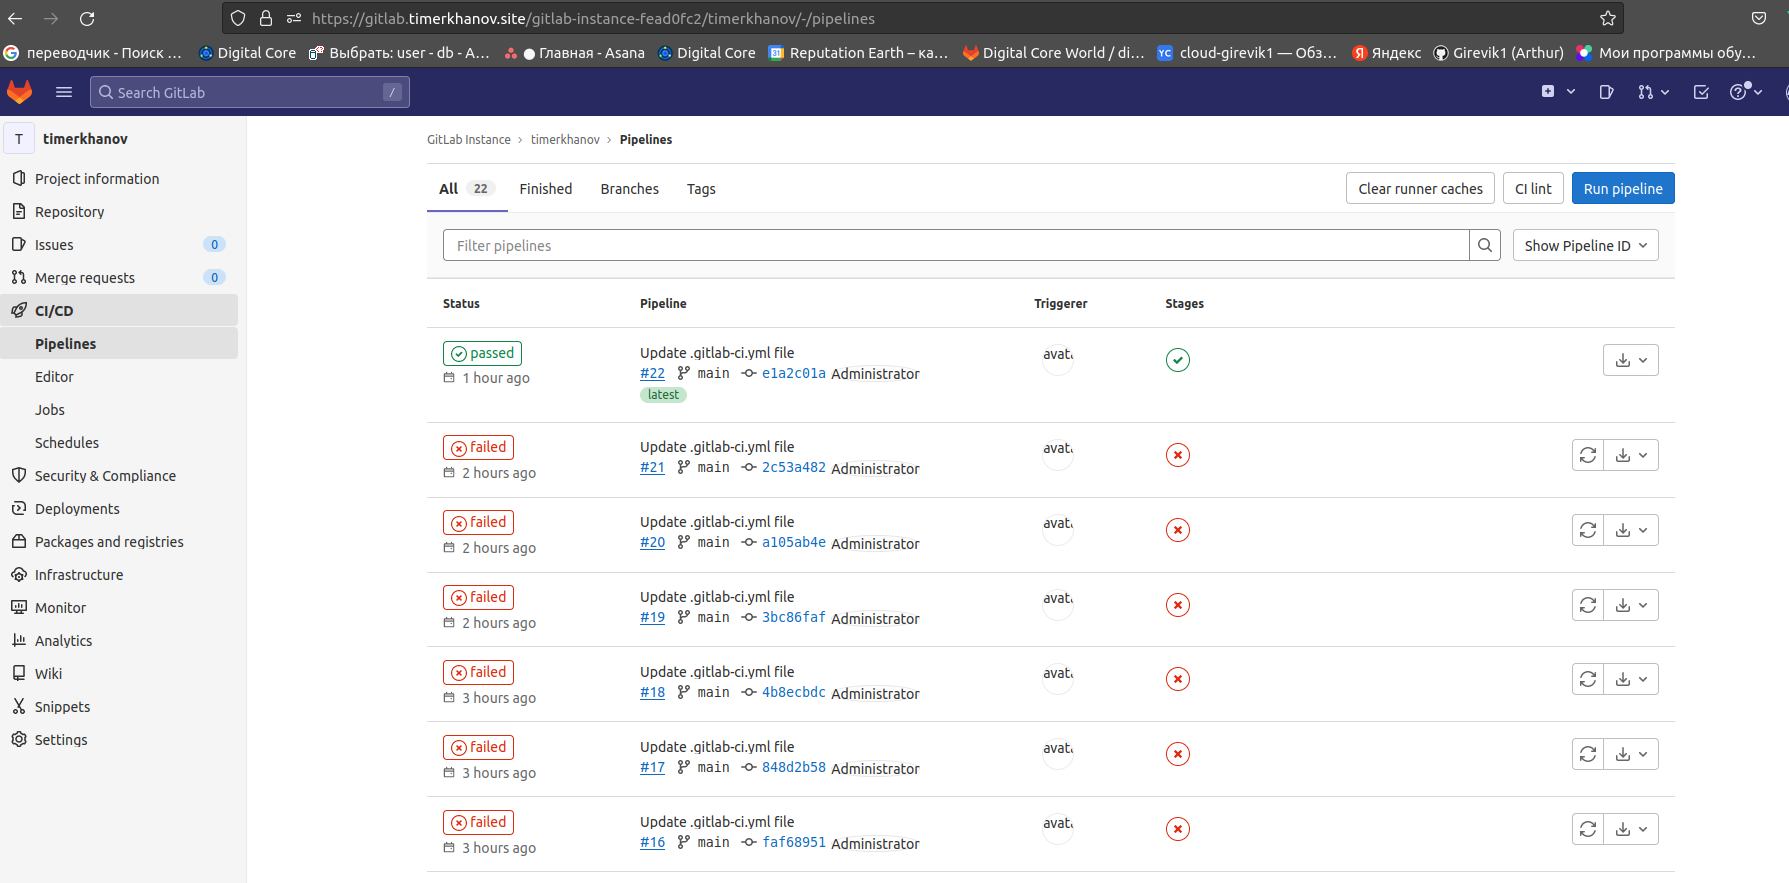 https://gitlab.timerkhanov.site/gitlab-instance-fead0fc2/timerkhanov/-/pipelines
переводчик - Поиск ... Digital Core Выбрать: user - db - A... Главная - Asana Digital Core Reputation Earth – ка... Digital Core World / di... cloud-girevik1 — Обз... Яндекс Girevik1 (Arthur) Мои программы обу...
Search GitLab /
T timerkhanov
Project information
Repository
Issues 0
Merge requests 0
CI/CD
Pipelines
Editor
Jobs
Schedules
Security & Compliance
Deployments
Packages and registries
Infrastructure
Monitor
Analytics
Wiki
Snippets
Settings
GitLab Instance › timerkhanov › Pipelines
All 22 Finished Branches Tags Clear runner caches CI lint Run pipeline
Filter pipelines Show Pipeline ID
Status Pipeline Triggerer Stages
passed Update .gitlab-ci.yml file
1 hour ago #22 main e1a2c01a Administrator
latest
failed Update .gitlab-ci.yml file
2 hours ago #21 main 2c53a482 Administrator
failed Update .gitlab-ci.yml file
2 hours ago #20 main a105ab4e Administrator
failed Update .gitlab-ci.yml file
2 hours ago #19 main 3bc86faf Administrator
failed Update .gitlab-ci.yml file
3 hours ago #18 main 4b8ecbdc Administrator
failed Update .gitlab-ci.yml file
3 hours ago #17 main 848d2b58 Administrator
failed Update .gitlab-ci.yml file
3 hours ago #16 main faf68951 Administrator